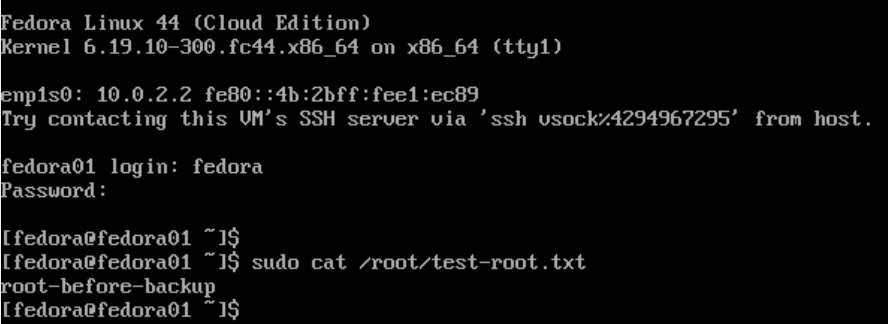 Fedora Linux 44 (Cloud Edition)
Kernel 6.19.10-300.fc44.x86_64 on x86_64 (tty1)
enp1s0: 10.0.2.2 fe80::4b:2bff:fee1:ec89
Try contacting this VM's SSH server via 'ssh vsock%4294967295' from host.
fedora01 login: fedora
Password:
[fedora@fedora01 ~]$
[fedora@fedora01 ~]$ sudo cat /root/test-root.txt
root-before-backup
[fedora@fedora01 ~]$